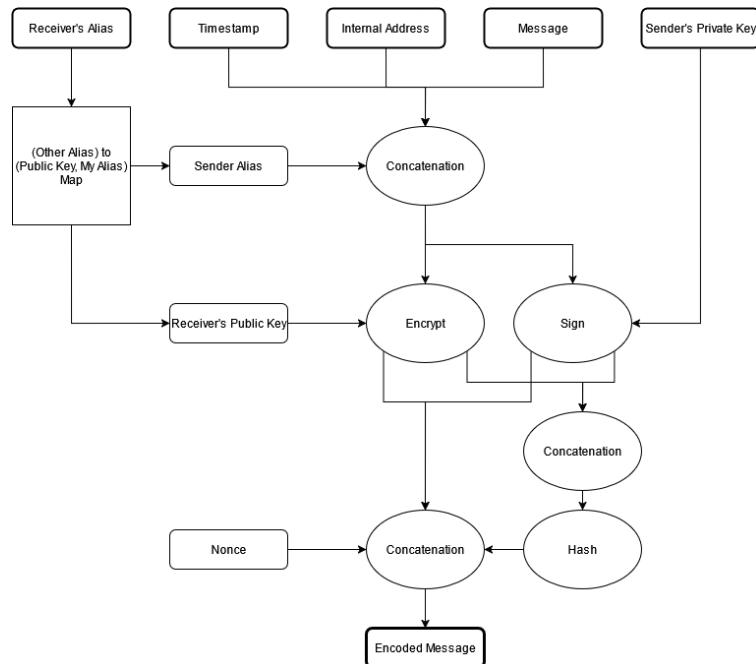 Receiver's Alias
Timestamp
Internal Address
Message
Sender's Private Key
(Other Alias) to
(Public Key, My Alias)
Map
Sender Alias
Concatenation
Receiver's Public Key
Encrypt
Sign
Concatenation
Nonce
Concatenation
Hash
Encoded Message